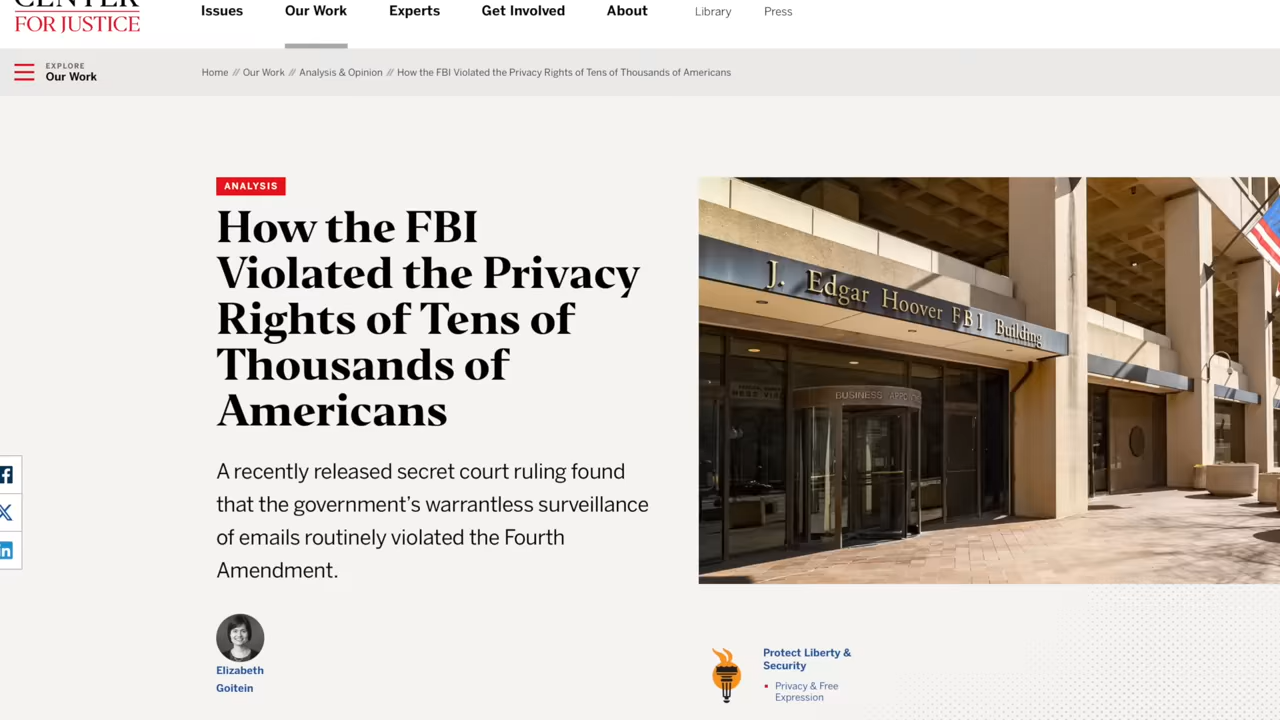 CENTER
FOR JUSTICE
Issues
Our Work
Experts
Get Involved
About
Library
Press
EXPLORE
Our Work
Home // Our Work // Analysis & Opinion // How the FBI Violated the Privacy Rights of Tens of Thousands of Americans
ANALYSIS
How the FBI
Violated the Privacy
Rights of Tens of
Thousands of
Americans
A recently released secret court ruling found
that the government’s warrantless surveillance
of emails routinely violated the Fourth
Amendment.
Elizabeth
Goitein
J. Edgar Hoover FBI Building
BUSINESS
Protect Liberty &
Security
Privacy & Free
Expression